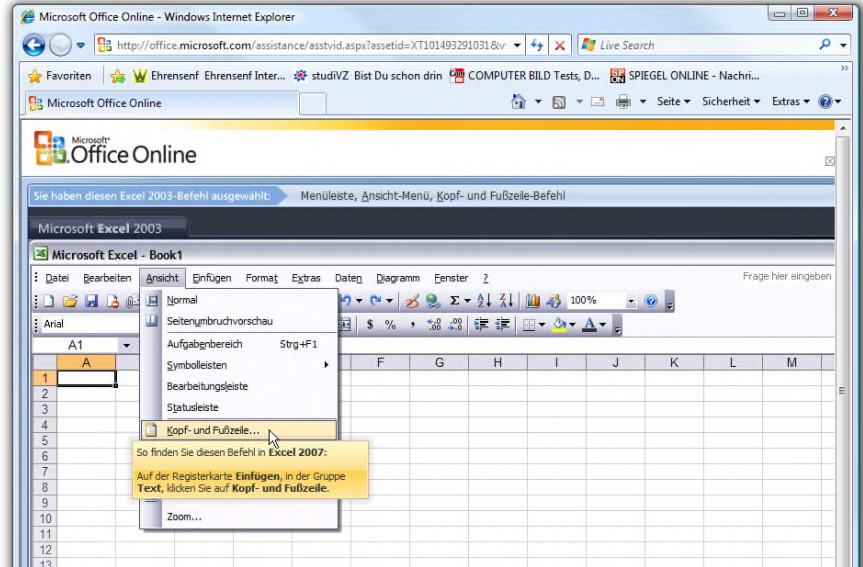 Microsoft Office Online - Windows Internet Explorer
http://office.microsoft.com/assistance/asstvid.aspx?assetid=XT101493291031&v
Live Search
Favoriten Ehrensenf Ehrensenf Inter... studiVZ Bist Du schon drin COMPUTER BILD Tests, D... SPIEGEL ONLINE - Nachri...
Microsoft Office Online Seite Sicherheit Extras
Microsoft®
Office Online
Sie haben diesen Excel 2003-Befehl ausgewählt: Menüleiste, Ansicht-Menü, Kopf- und Fußzeile-Befehl
Microsoft Excel 2003
Microsoft Excel - Book1
Datei Bearbeiten Ansicht Einfügen Format Extras Daten Diagramm Fenster ? Frage hier eingeben
100%
Arial
$ %
A1
A F G H I J K L M
1
2
3
4
5
6
7
8
9
10
11
12
13
Normal
Seitenumbruchvorschau
Aufgabenbereich Strg+F1
Symbolleisten
Bearbeitungsleiste
Statusleiste
Kopf- und Fußzeile...
So finden Sie diesen Befehl in Excel 2007:
Auf der Registerkarte Einfügen, in der Gruppe
Text, klicken Sie auf Kopf- und Fußzeile.
Zoom...